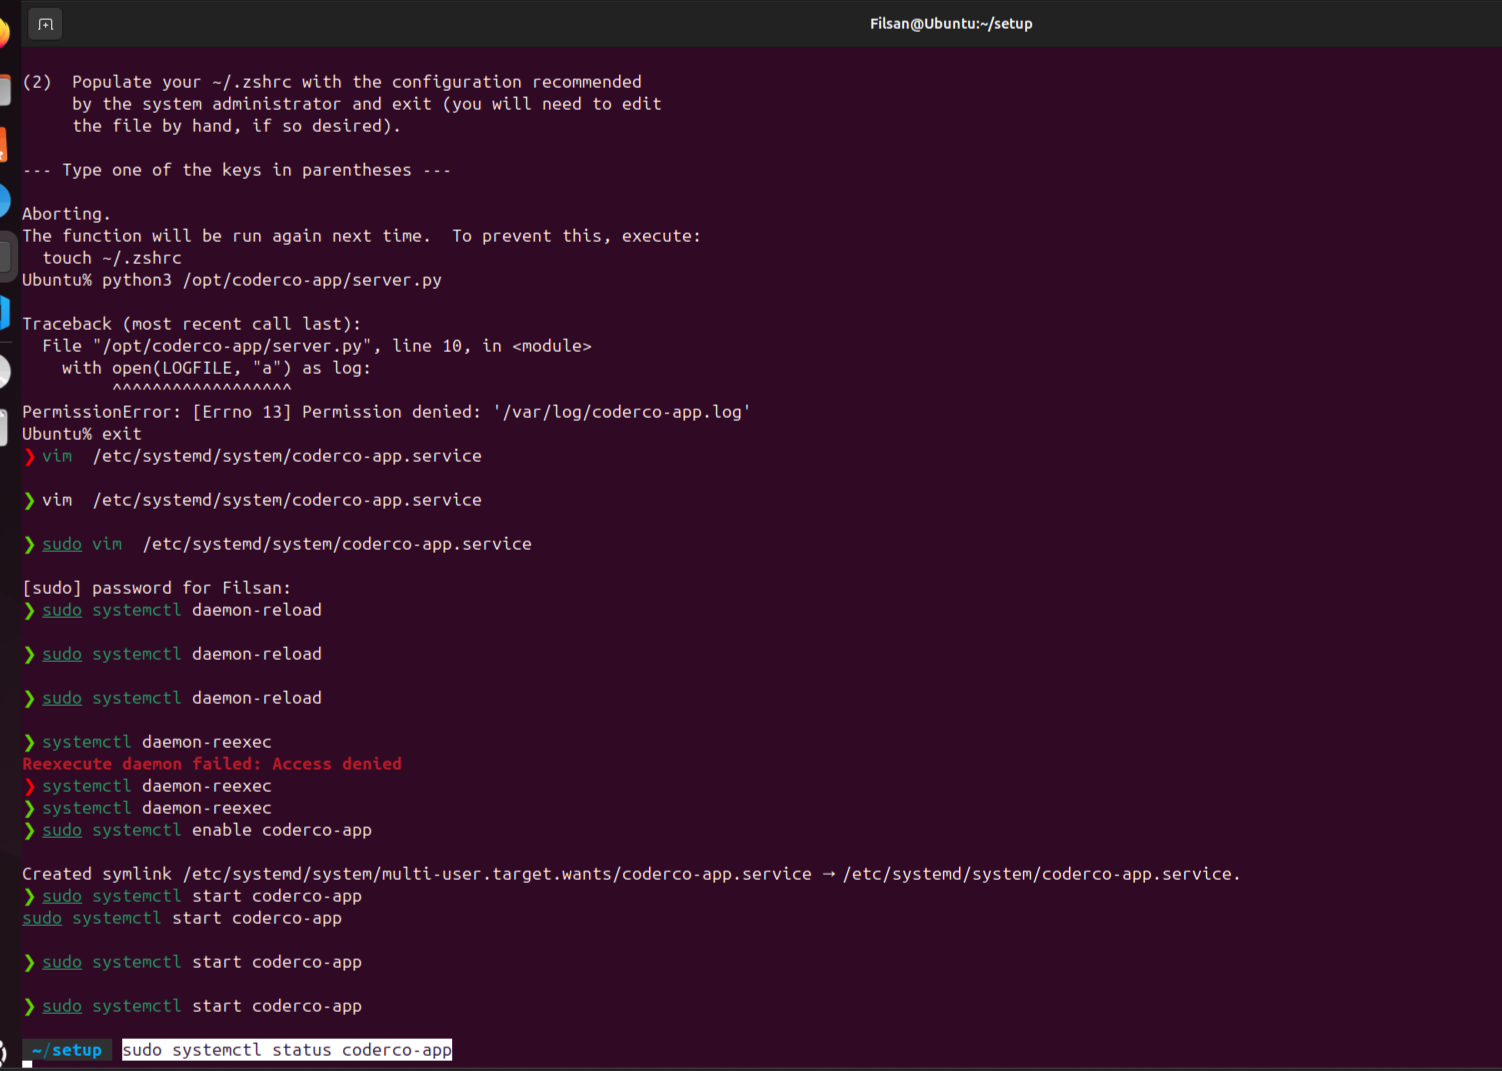 Filsan@Ubuntu:~/setup
(2)  Populate your ~/.zshrc with the configuration recommended
     by the system administrator and exit (you will need to edit
     the file by hand, if so desired).
--- Type one of the keys in parentheses ---
Aborting.
The function will be run again next time.  To prevent this, execute:
  touch ~/.zshrc
Ubuntu% python3 /opt/coderco-app/server.py
Traceback (most recent call last):
  File "/opt/coderco-app/server.py", line 10, in <module>
    with open(LOGFILE, "a") as log:
         ^^^^^^^^^^^^^^^^^^
PermissionError: [Errno 13] Permission denied: '/var/log/coderco-app.log'
Ubuntu% exit
❯ vim  /etc/systemd/system/coderco-app.service
❯ vim  /etc/systemd/system/coderco-app.service
❯ sudo vim  /etc/systemd/system/coderco-app.service
[sudo] password for Filsan:
❯ sudo systemctl daemon-reload
❯ sudo systemctl daemon-reload
❯ sudo systemctl daemon-reload
❯ systemctl daemon-reexec
Reexecute daemon failed: Access denied
❯ systemctl daemon-reexec
❯ systemctl daemon-reexec
❯ sudo systemctl enable coderco-app
Created symlink /etc/systemd/system/multi-user.target.wants/coderco-app.service → /etc/systemd/system/coderco-app.service.
❯ sudo systemctl start coderco-app
sudo systemctl start coderco-app
❯ sudo systemctl start coderco-app
❯ sudo systemctl start coderco-app
~/setup  sudo systemctl status coderco-app